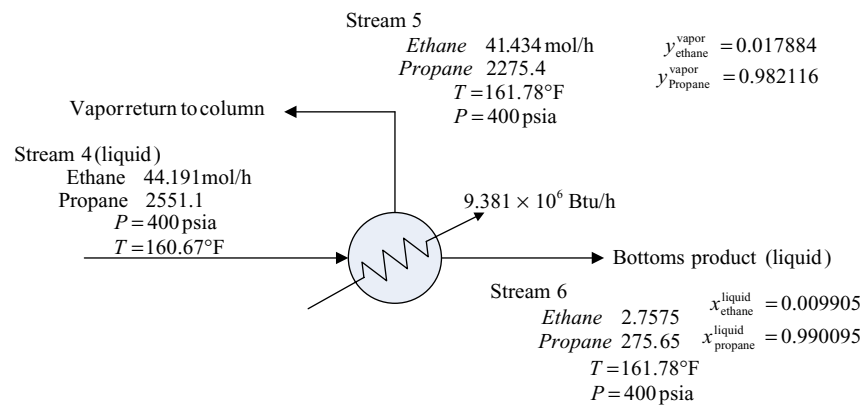 Stream 5
Ethane 41.434 mol/h
Propane 2275.4
T = 161.78°F
P = 400 psia
y^vapor_ethane = 0.017884
y^vapor_Propane = 0.982116
Vapor return to column
Stream 4 (liquid)
Ethane 44.191 mol/h
Propane 2551.1
P = 400 psia
T = 160.67°F
9.381 × 10^6 Btu/h
Bottoms product (liquid)
Stream 6
Ethane 2.7575
Propane 275.65
T = 161.78°F
P = 400 psia
x^liquid_ethane = 0.009905
x^liquid_propane = 0.990095